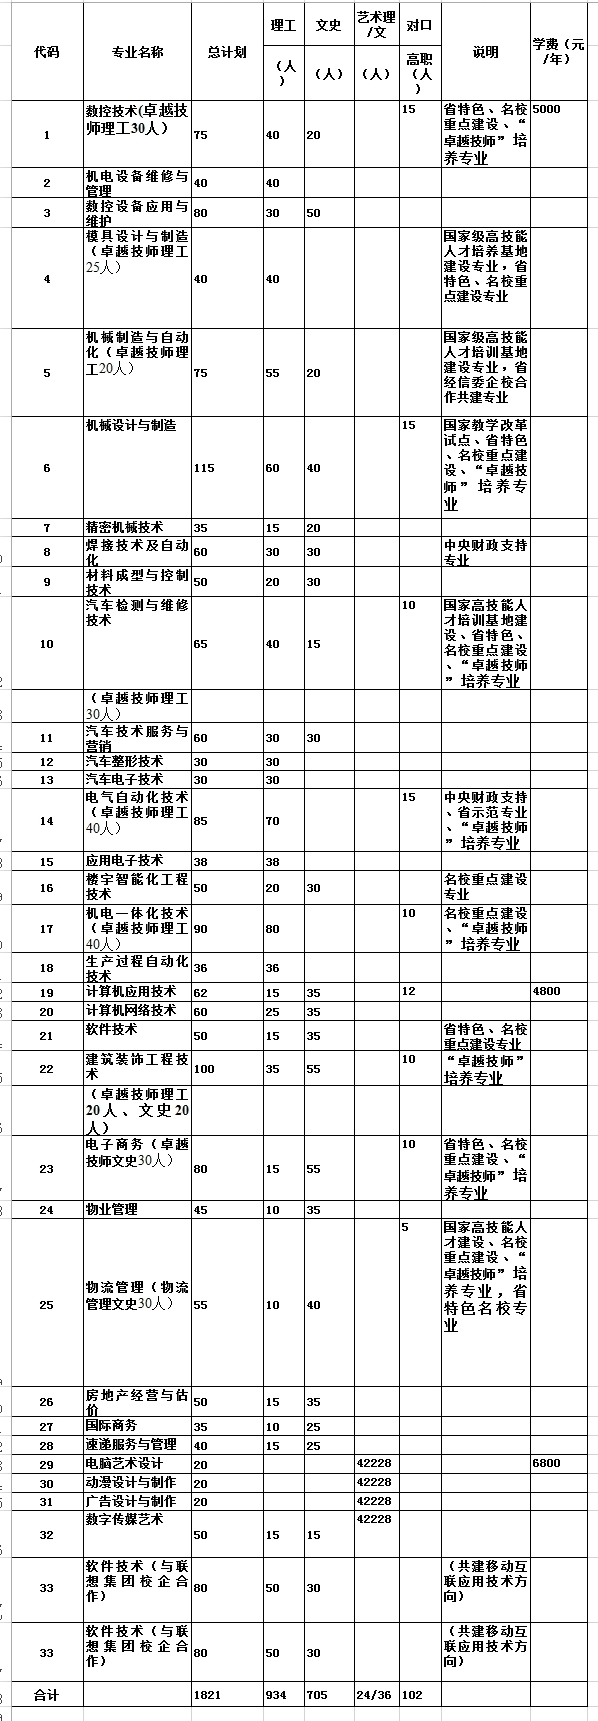 代码 专业名称 总计划 理工 文史 艺术理/文 对口 说明 学费（元/年）
（人） （人） （人） 高职（人）
1 数控技术(卓越技师理工30人） 75 40 20 15 省特色、名校重点建设、“卓越技师”培养专业 5000
2 机电设备维修与管理 40 40
3 数控设备应用与维护 80 30 50
4 模具设计与制造（卓越技师理工25人） 40 40 国家级高技能人才培养基地建设专业，省特色、名校重点建设专业
5 机械制造与自动化（卓越技师理工20人） 75 55 20 国家级高技能人才培训基地建设专业，省经信委企校合作共建专业
6 机械设计与制造 115 60 40 15 国家教学改革试点、省特色、名校重点建设、“卓越技师”培养专业
7 精密机械技术 35 15 20
8 焊接技术及自动化 60 30 30 中央财政支持专业
9 材料成型与控制技术 50 20 30
10 汽车检测与维修技术 65 40 15 10 国家高技能人才培训基地建设、省特色、名校重点建设、“卓越技师”培养专业
（卓越技师理工30人）
11 汽车技术服务与营销 60 30 30
12 汽车整形技术 30 30
13 汽车电子技术 30 30
14 电气自动化技术（卓越技师理工40人） 85 70 15 中央财政支持、省示范专业、“卓越技师”培养专业
15 应用电子技术 38 38
16 楼宇智能化工程技术 50 20 30 名校重点建设专业
17 机电一体化技术（卓越技师理工40人） 90 80 10 名校重点建设、“卓越技师”培养专业
18 生产过程自动化技术 36 36
19 计算机应用技术 62 15 35 12 4800
20 计算机网络技术 60 25 35
21 软件技术 50 15 35 省特色、名校重点建设专业
22 建筑装饰工程技术 100 35 55 10 “卓越技师”培养专业
（卓越技师理工20人、文史20人）
23 电子商务（卓越技师文史30人） 80 15 55 10 省特色、名校重点建设、“卓越技师”培养专业
24 物业管理 45 10 35
25 物流管理（物流管理文史30人） 55 10 40 5 国家高技能人才建设、名校重点建设、“卓越技师”培养专业，省特色名校专业
26 房地产经营与估价 50 15 35
27 国际商务 35 10 25
28 速递服务与管理 40 15 25
29 电脑艺术设计 20 42228 6800
30 动漫设计与制作 20 42228
31 广告设计与制作 20 42228
32 数字传媒艺术 50 15 15 42228
33 软件技术（与联想集团校企合作） 80 50 30 （共建移动互联应用技术方向）
33 软件技术（与联想集团校企合作） 80 50 30 （共建移动互联应用技术方向）
合计 1821 934 705 24/36 102